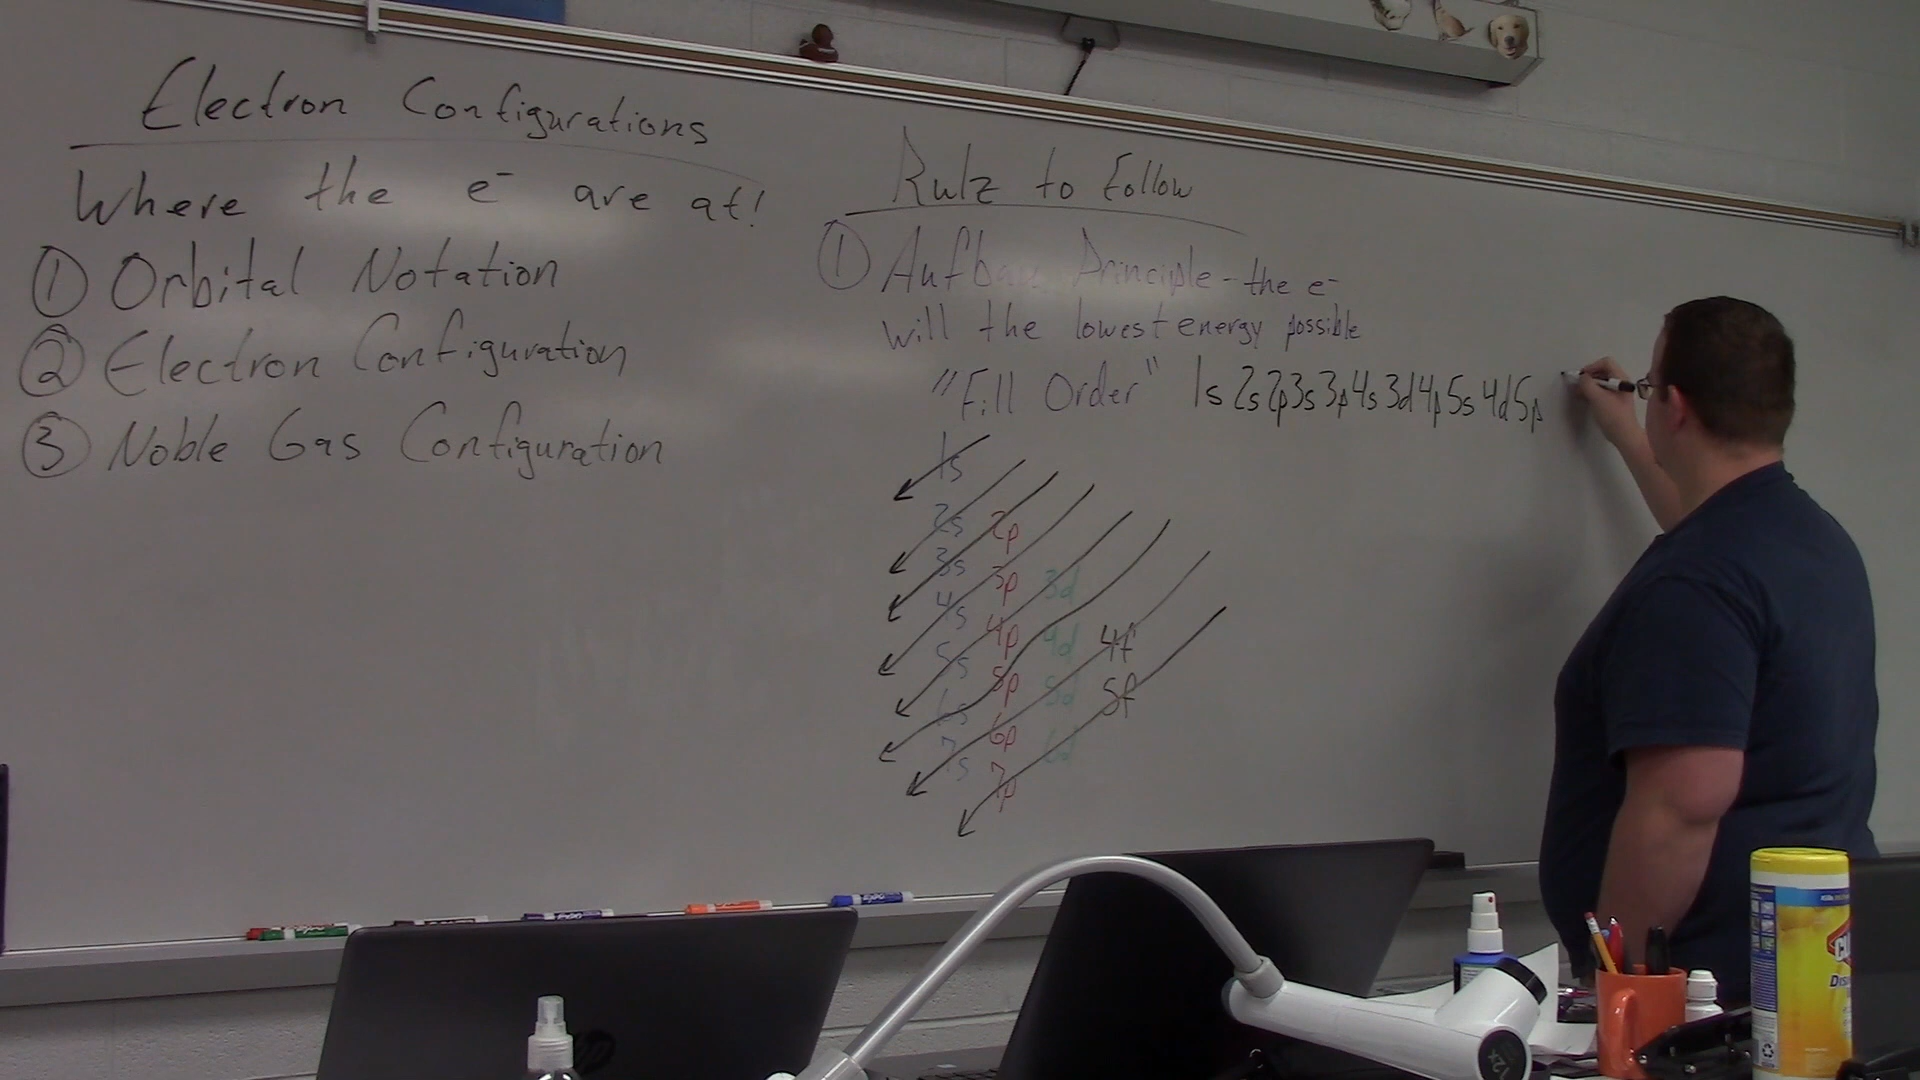 Electron Configurations
Where the e⁻ are at!
① Orbital Notation
② Electron Configuration
③ Noble Gas Configuration
Rulz to Follow
① Aufbau Principle - the e⁻
will the lowest energy possible
"Fill Order" 1s 2s 2p 3s 3p 4s 3d 4p 5s 4d 5p
1s
2s 2p
3s 3p 3d
4s 4p 4d 4f
5s 5p 5d 5f
6s 6p 6d
7s 7p